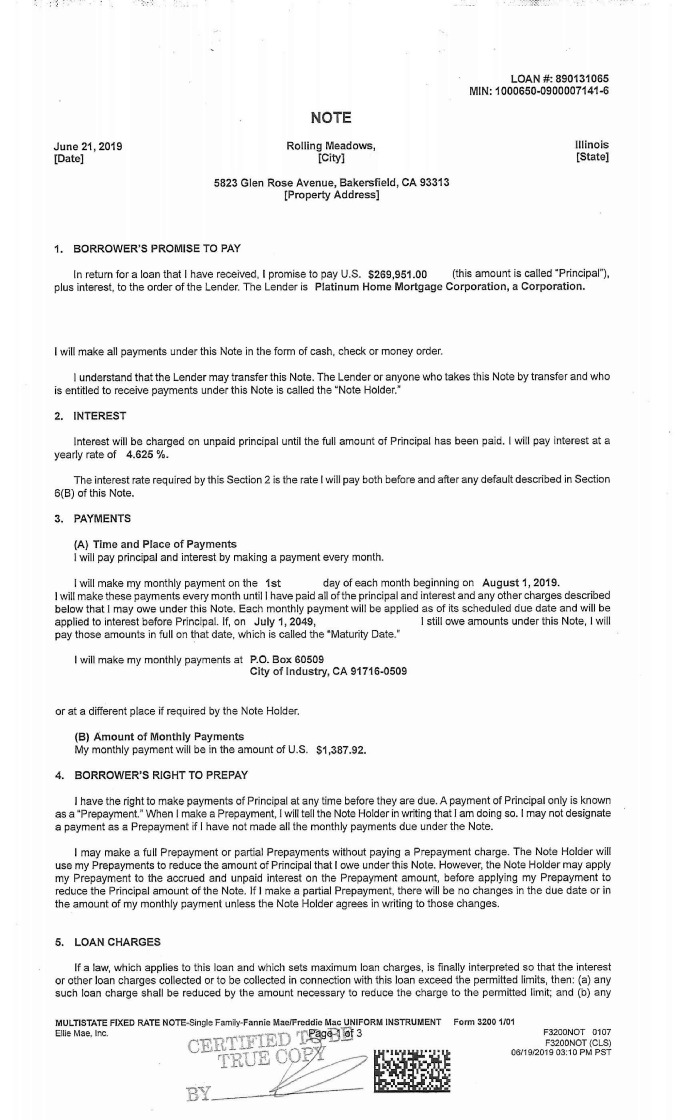 LOAN #: 890131065
MIN: 1000650-0900007141-6
NOTE
June 21, 2019 Rolling Meadows, Illinois
[Date] [City] [State]
5823 Glen Rose Avenue, Bakersfield, CA 93313
[Property Address]
1. BORROWER'S PROMISE TO PAY
In return for a loan that I have received, I promise to pay U.S. $269,951.00 (this amount is called "Principal"),
plus interest, to the order of the Lender. The Lender is Platinum Home Mortgage Corporation, a Corporation.
I will make all payments under this Note in the form of cash, check or money order.
I understand that the Lender may transfer this Note. The Lender or anyone who takes this Note by transfer and who
is entitled to receive payments under this Note is called the "Note Holder."
2. INTEREST
Interest will be charged on unpaid principal until the full amount of Principal has been paid. I will pay interest at a
yearly rate of 4.625 %.
The interest rate required by this Section 2 is the rate I will pay both before and after any default described in Section
6(B) of this Note.
3. PAYMENTS
(A) Time and Place of Payments
I will pay principal and interest by making a payment every month.
I will make my monthly payment on the 1st day of each month beginning on August 1, 2019.
I will make these payments every month until I have paid all of the principal and interest and any other charges described
below that I may owe under this Note. Each monthly payment will be applied as of its scheduled due date and will be
applied to interest before Principal. If, on July 1, 2049, I still owe amounts under this Note, I will
pay those amounts in full on that date, which is called the "Maturity Date."
I will make my monthly payments at P.O. Box 60509
City of Industry, CA 91716-0509
or at a different place if required by the Note Holder.
(B) Amount of Monthly Payments
My monthly payment will be in the amount of U.S. $1,387.92.
4. BORROWER'S RIGHT TO PREPAY
I have the right to make payments of Principal at any time before they are due. A payment of Principal only is known
as a "Prepayment." When I make a Prepayment, I will tell the Note Holder in writing that I am doing so. I may not designate
a payment as a Prepayment if I have not made all the monthly payments due under the Note.
I may make a full Prepayment or partial Prepayments without paying a Prepayment charge. The Note Holder will
use my Prepayments to reduce the amount of Principal that I owe under this Note. However, the Note Holder may apply
my Prepayment to the accrued and unpaid interest on the Prepayment amount, before applying my Prepayment to
reduce the Principal amount of the Note. If I make a partial Prepayment, there will be no changes in the due date or in
the amount of my monthly payment unless the Note Holder agrees in writing to those changes.
5. LOAN CHARGES
If a law, which applies to this loan and which sets maximum loan charges, is finally interpreted so that the interest
or other loan charges collected or to be collected in connection with this loan exceed the permitted limits, then: (a) any
such loan charge shall be reduced by the amount necessary to reduce the charge to the permitted limit; and (b) any
MULTISTATE FIXED RATE NOTE-Single Family-Fannie Mae/Freddie Mac UNIFORM INSTRUMENT Form 3200 1/01
Ellie Mae, Inc. Page 1 of 3 F3200NOT 0107
F3200NOT (CLS)
06/19/2019 03:10 PM PST
CERTIFIED TO BE
TRUE COPY
BY